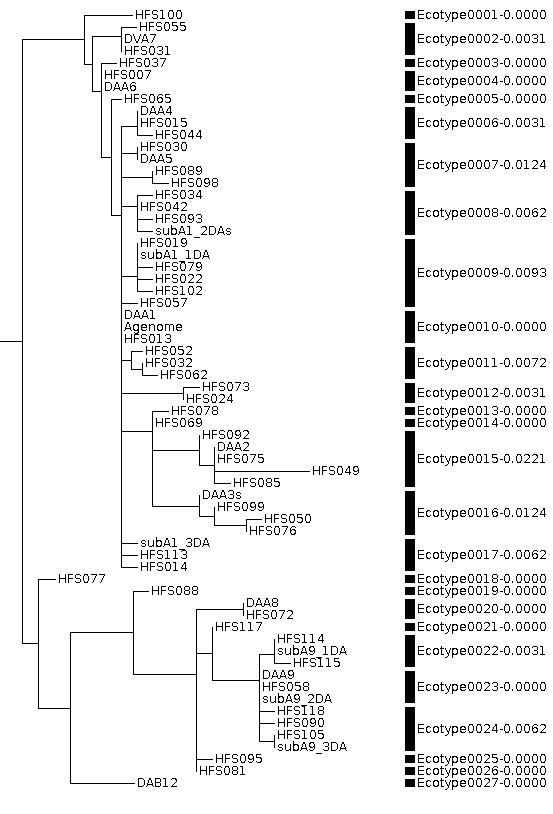 HFS100 Ecotype0001-0.0000
HFS055
DVA7 Ecotype0002-0.0031
HFS031
HFS037 Ecotype0003-0.0000
HFS007
DAA6 Ecotype0004-0.0000
HFS065 Ecotype0005-0.0000
DAA4
HFS015 Ecotype0006-0.0031
HFS044
HFS030
DAA5 Ecotype0007-0.0124
HFS089
HFS098
HFS034
HFS042 Ecotype0008-0.0062
HFS093
subA1_2DAs
HFS019
subA1_1DA
HFS079 Ecotype0009-0.0093
HFS022
HFS102
HFS057
DAA1
Agenome Ecotype0010-0.0000
HFS013
HFS052
HFS032 Ecotype0011-0.0072
HFS062
HFS073 Ecotype0012-0.0031
HFS024
HFS078 Ecotype0013-0.0000
HFS069 Ecotype0014-0.0000
HFS092
DAA2
HFS075 Ecotype0015-0.0221
HFS049
HFS085
DAA3s
HFS099 Ecotype0016-0.0124
HFS050
HFS076
subA1_3DA
HFS113 Ecotype0017-0.0062
HFS014
HFS077 Ecotype0018-0.0000
HFS088 Ecotype0019-0.0000
DAA8 Ecotype0020-0.0000
HFS072
HFS117 Ecotype0021-0.0000
HFS114
subA9_1DA Ecotype0022-0.0031
HFS115
DAA9
HFS058 Ecotype0023-0.0000
subA9_2DA
HFS118
HFS090 Ecotype0024-0.0062
HFS105
subA9_3DA
HFS095 Ecotype0025-0.0000
HFS081 Ecotype0026-0.0000
DAB12 Ecotype0027-0.0000